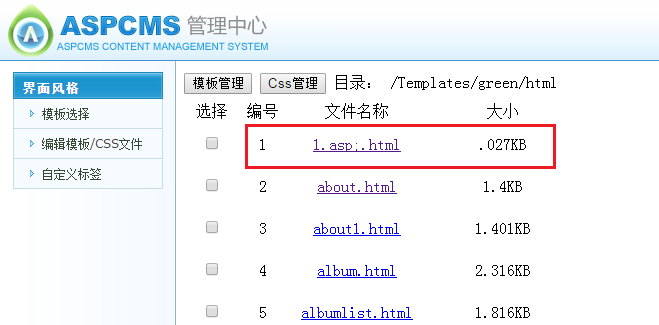 ASPCMS 管理中心
ASPCMS CONTENT MANAGEMENT SYSTEM
界面风格
模板选择
编辑模板/CSS文件
自定义标签
模板管理 Css管理 目录： /Templates/green/html
选择 编号 文件名称 大小
1 1.asp;.html .027KB
2 about.html 1.4KB
3 about1.html 1.401KB
4 album.html 2.316KB
5 albumlist.html 1.816KB